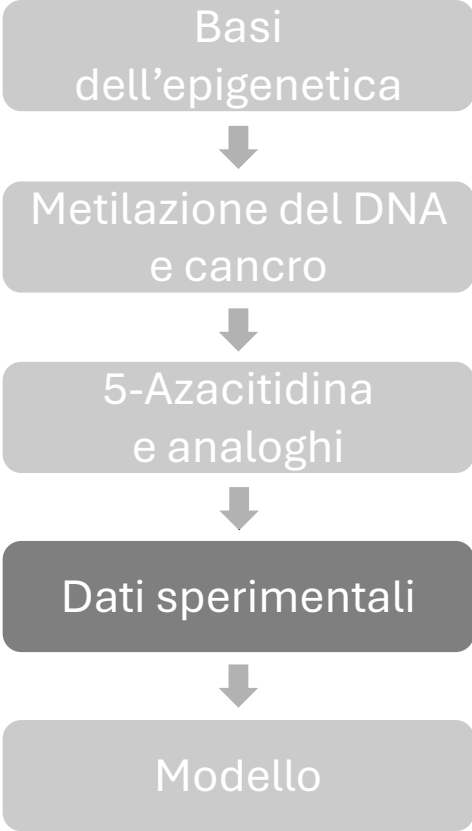 Basi
dell’epigenetica
Metilazione del DNA
e cancro
5-Azacitidina
e analoghi
Dati sperimentali
Modello